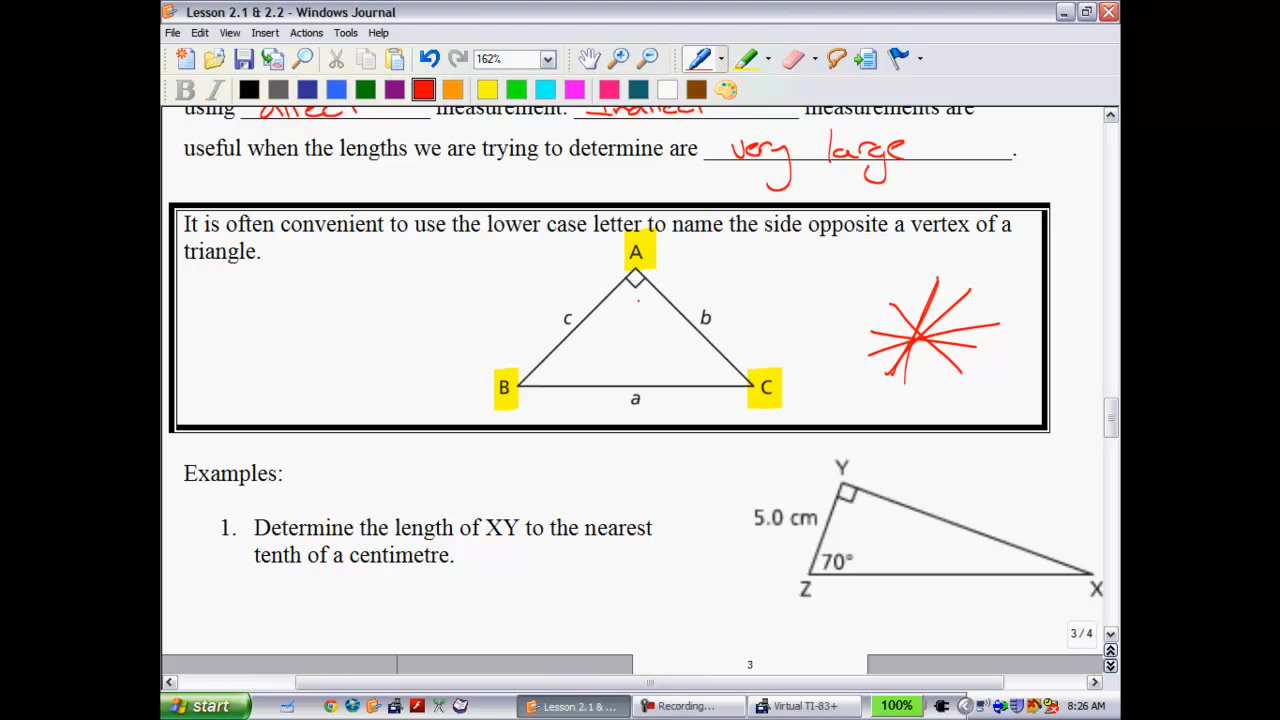 Lesson 2.1 & 2.2 - Windows Journal
File Edit View Insert Actions Tools Help
162%
B I
using direct measurement. Indirect measurements are
useful when the lengths we are trying to determine are very large.
It is often convenient to use the lower case letter to name the side opposite a vertex of a
triangle.
A
c b
B C
a
Examples:
Y
1. Determine the length of XY to the nearest
tenth of a centimetre.
5.0 cm
70°
Z X
3 / 4
3
start
Lesson 2.1 & ...
Recording...
Virtual TI-83+
100%
8:26 AM